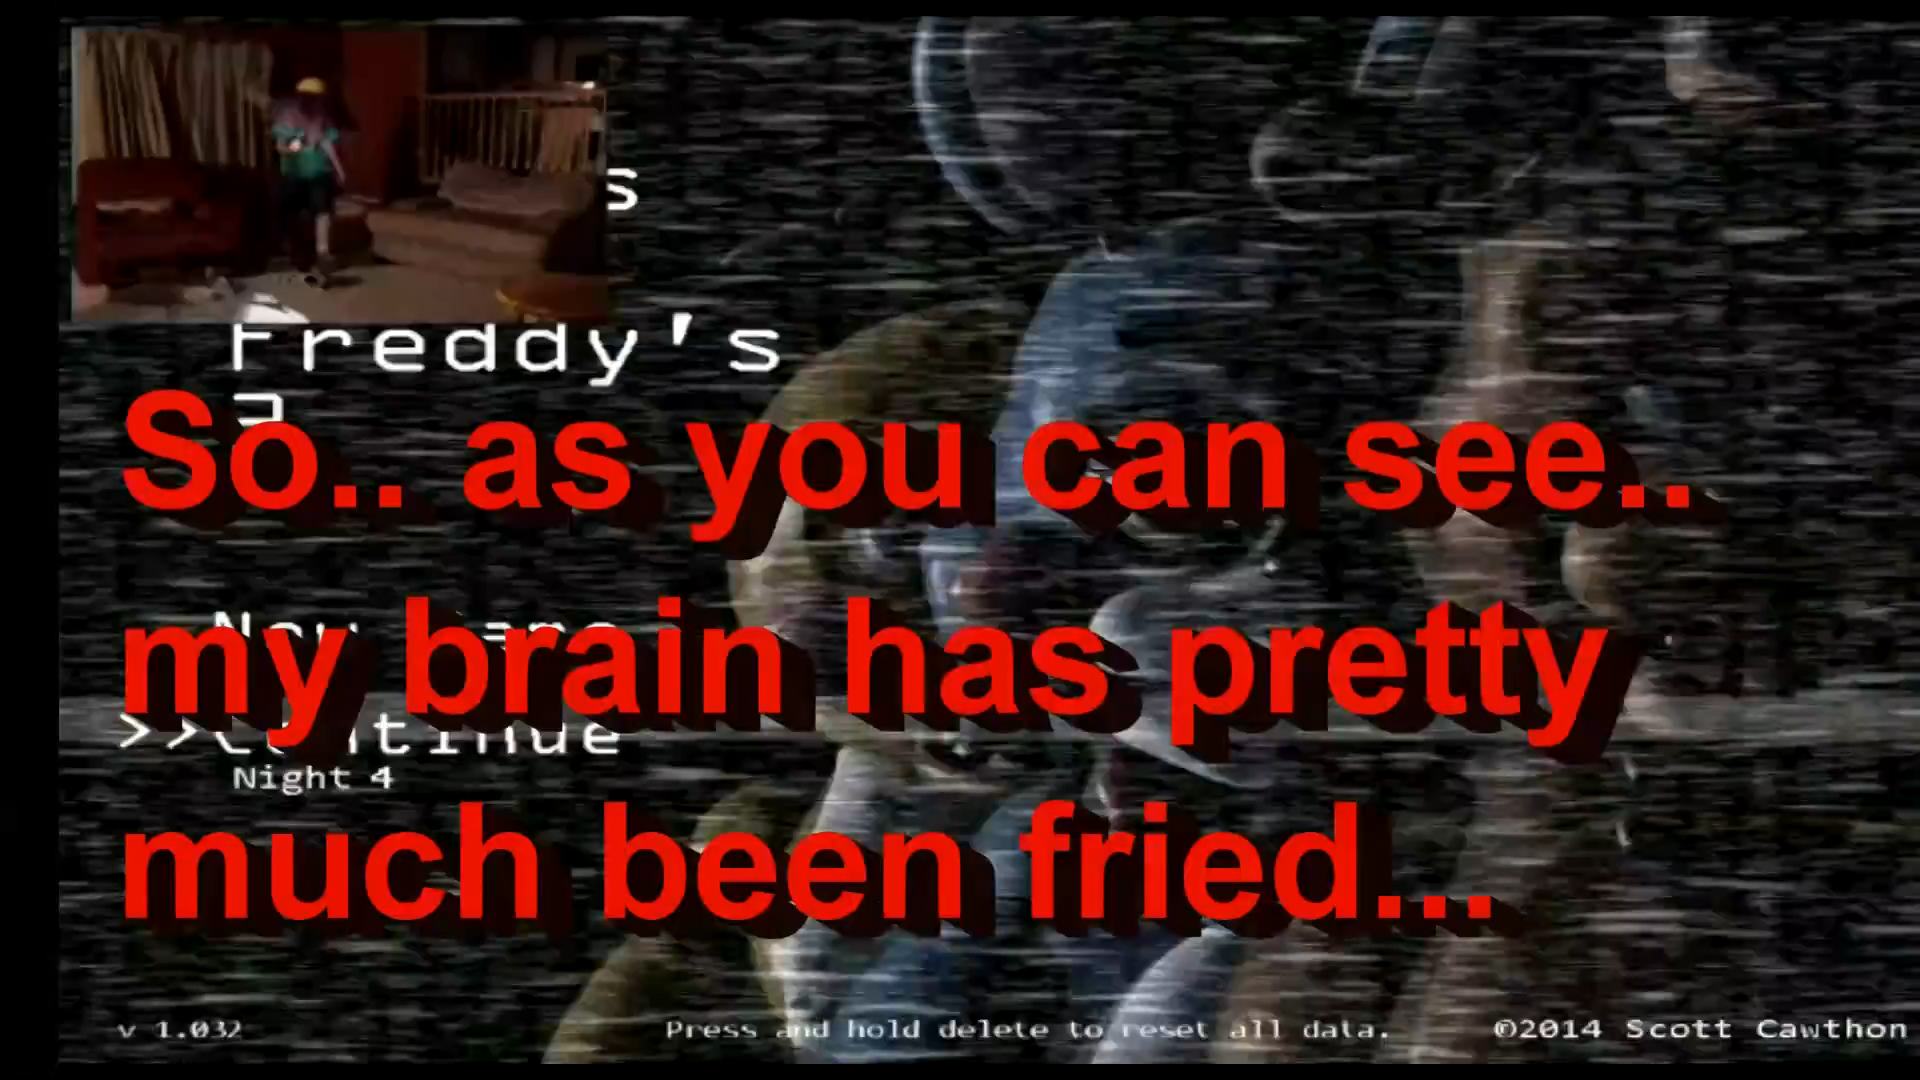 s
Freddy's
So.. as you can see..
my brain has pretty
>>Continue
Night 4
much been fried...
v 1.032
Press and hold delete to reset all data.
©2014 Scott Cawthon